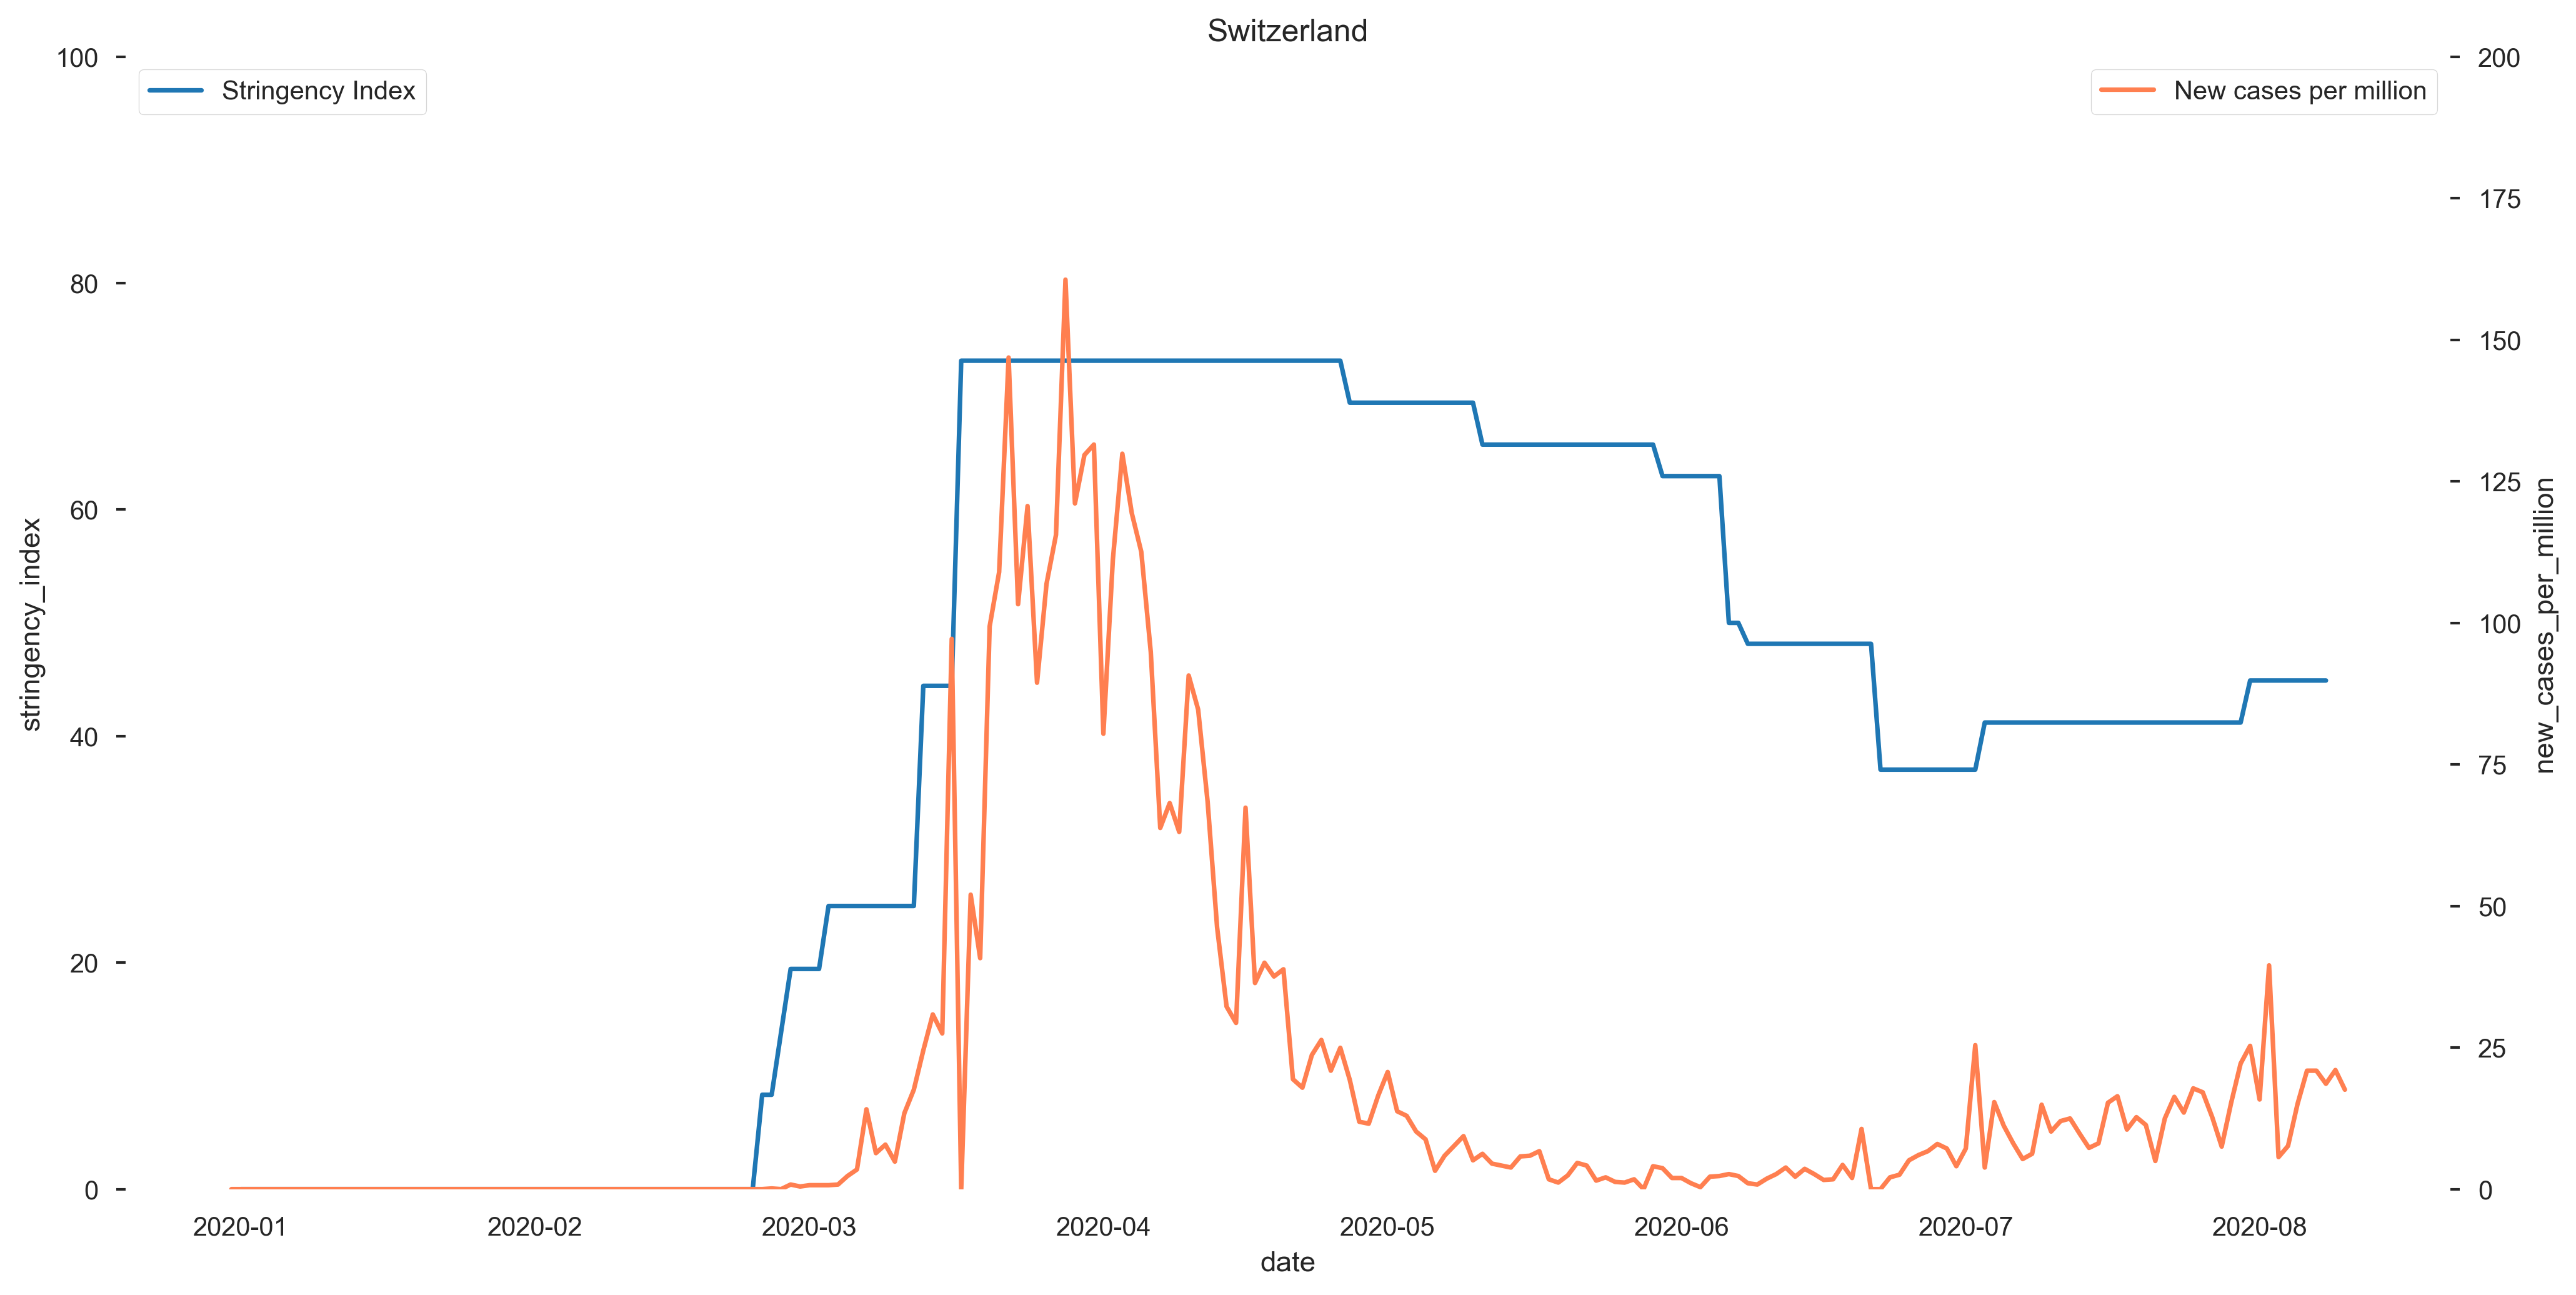 Switzerland
Stringency Index
New cases per million
100
80
60
40
20
0
stringency_index
200
175
150
125
100
75
50
25
0
new_cases_per_million
2020-01 2020-02 2020-03 2020-04 2020-05 2020-06 2020-07 2020-08
date